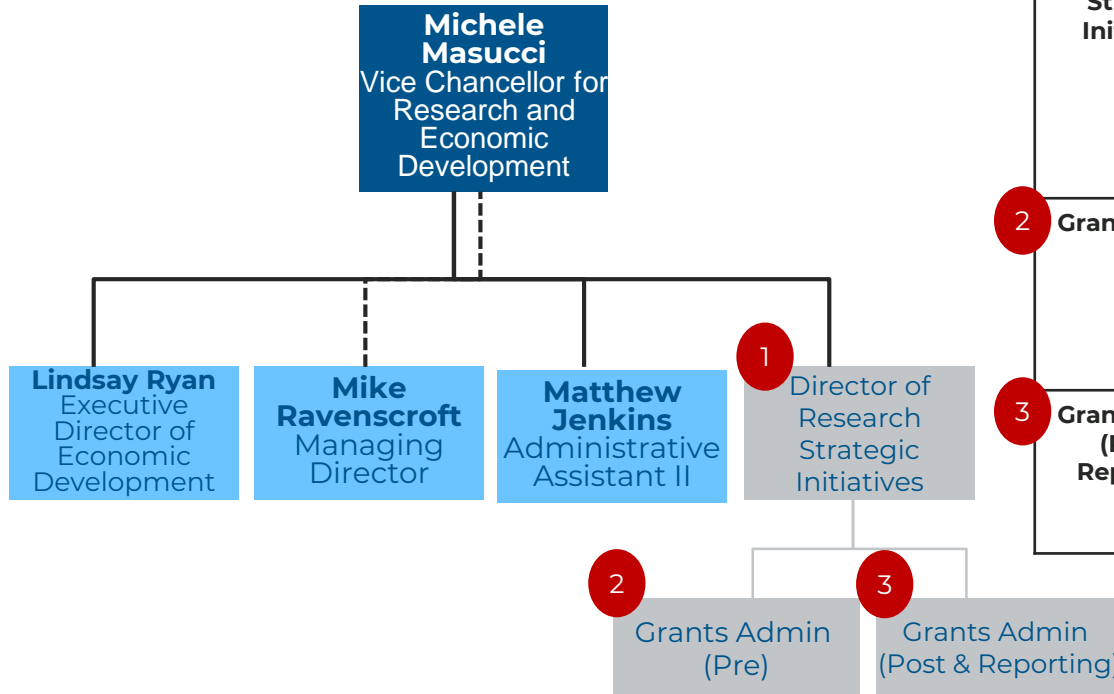 Michele
Masucci
Vice Chancellor for
Research and
Economic
Development
Lindsay Ryan
Executive
Director of
Economic
Development
Mike
Ravenscroft
Managing
Director
Matthew
Jenkins
Administrative
Assistant II
1
Director of
Research
Strategic
Initiatives
2
Grants Admin
(Pre)
3
Grants Admin
(Post & Reporting)
2
3